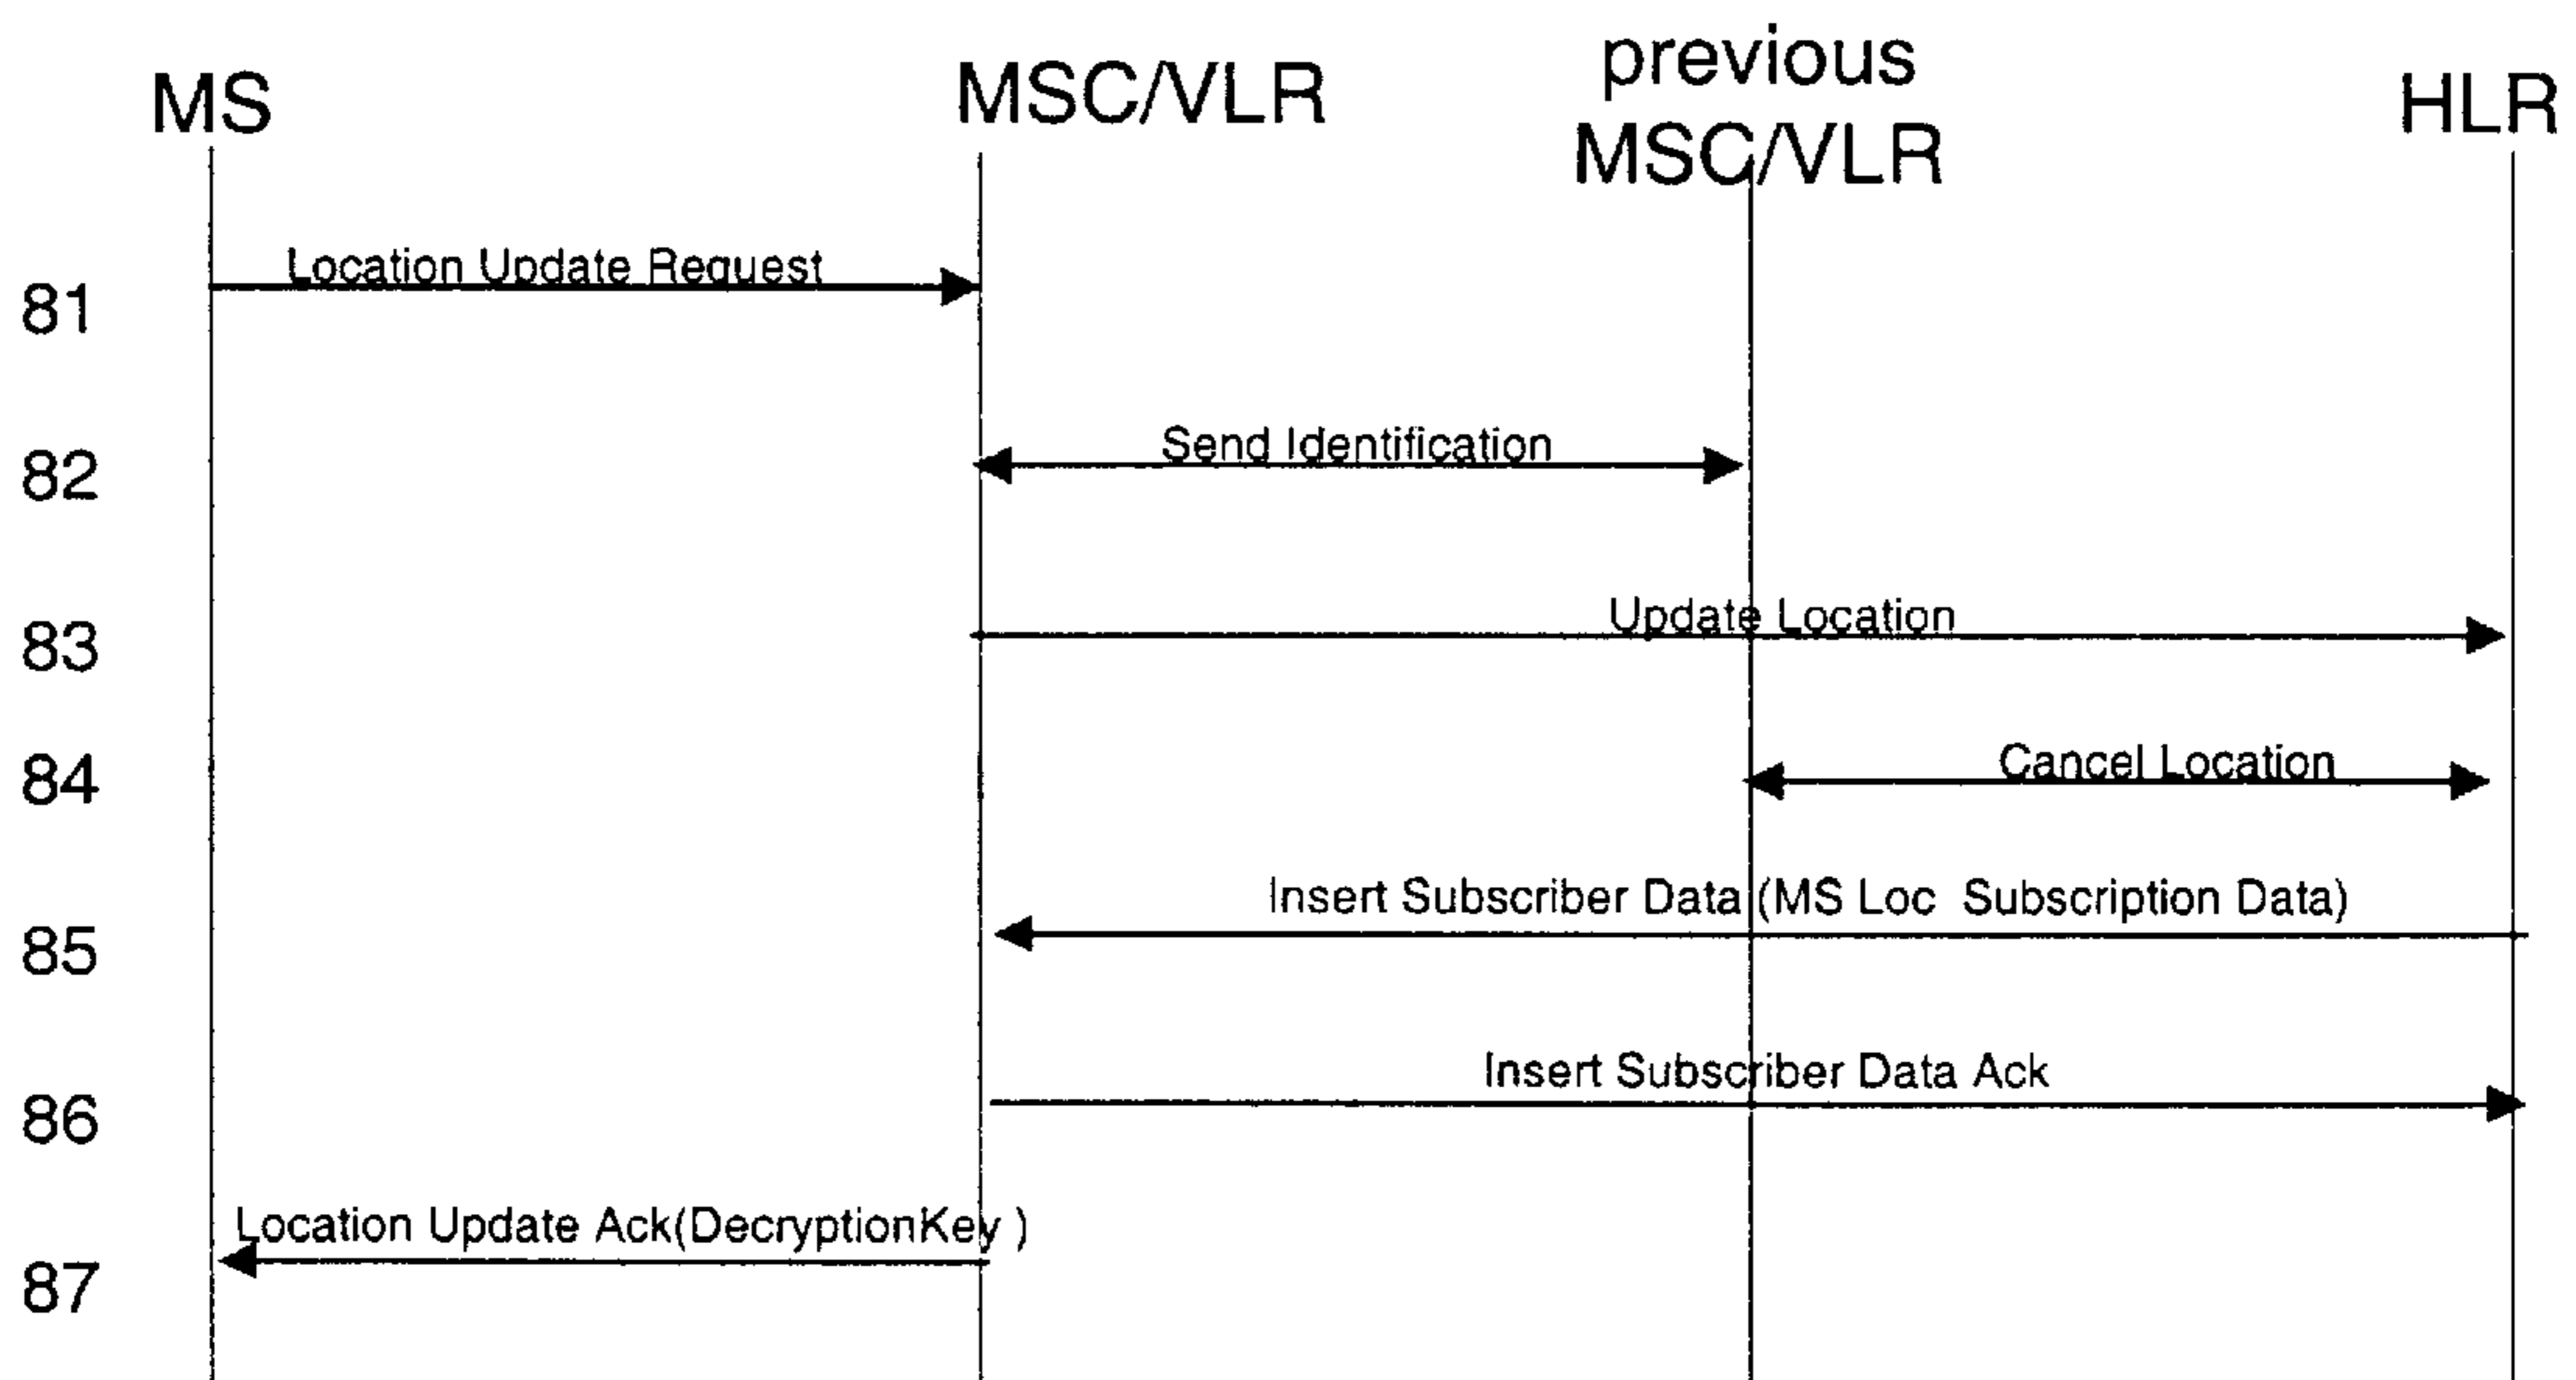 MS
MSC/VLR
previous
MSC/VLR
HLR
Location Update Request
81
Send Identification
82
Update Location
83
Cancel Location
84
Insert Subscriber Data (MS Loc Subscription Data)
85
Insert Subscriber Data Ack
86
Location Update Ack(DecryptionKey )
87